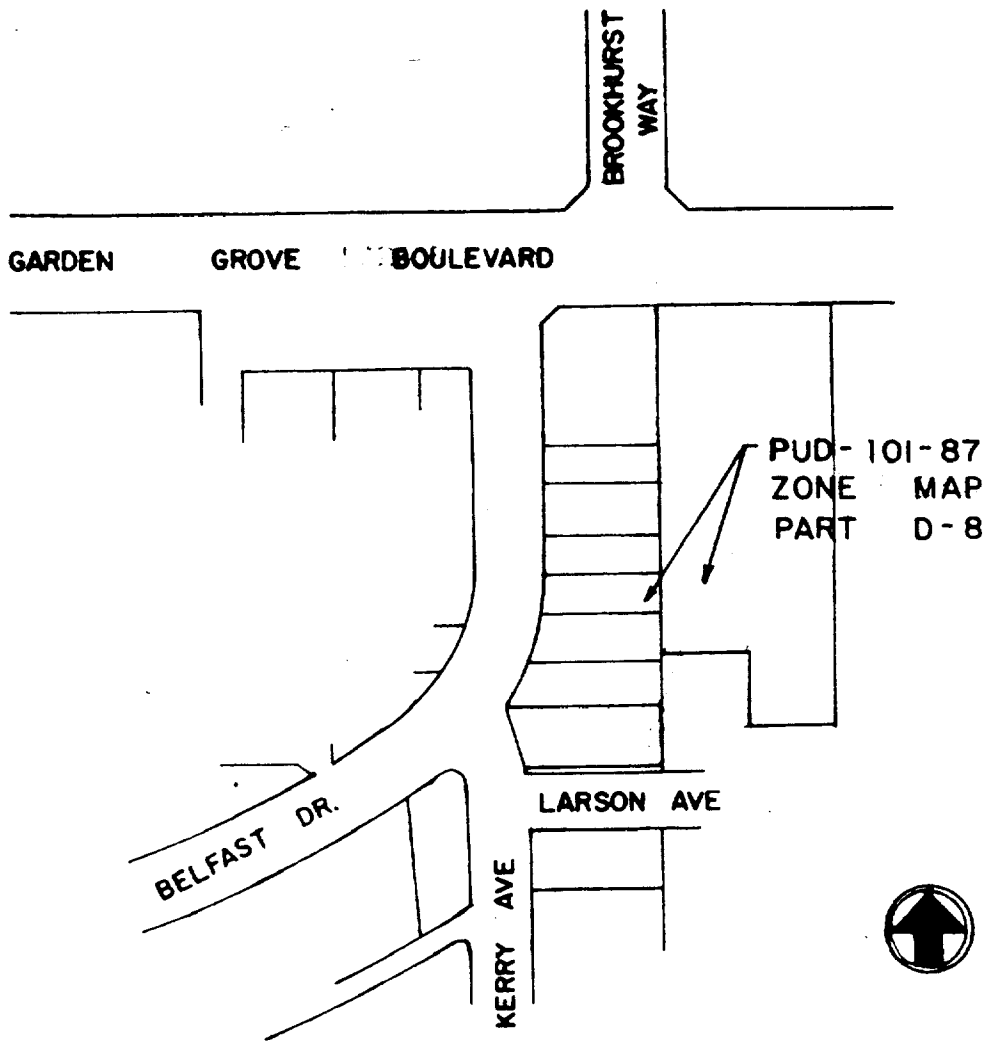 BROOKHURST
WAY
GARDEN GROVE BOULEVARD
PUD-101-87
ZONE MAP
PART D-8
LARSON AVE
BELFAST DR.
KERRY AVE